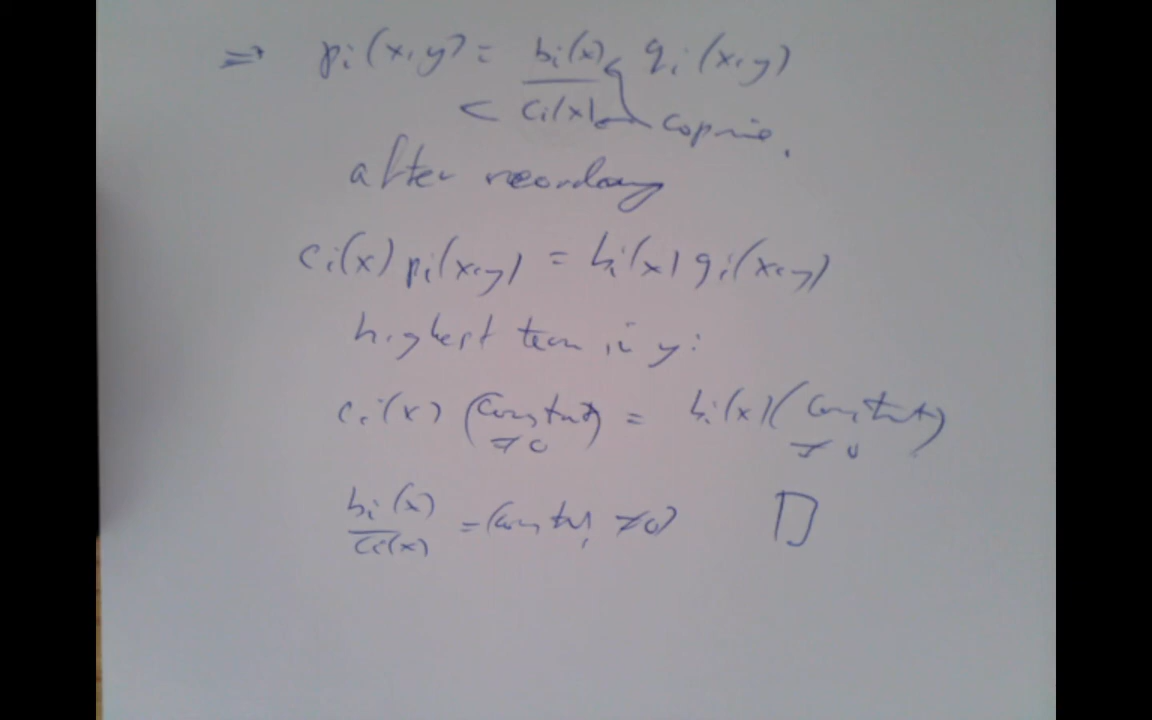 ⇒ pi(x,y) = bi(x) qi(x,y)
ci(x) coprime.
after reordering
ci(x) pi(x,y) = bi(x) qi(x,y)
highest term in y:
ci(x) (constant) = bi(x) (constant)
≠0 ≠0
bi(x)
ci(x) = constant, ≠0 □